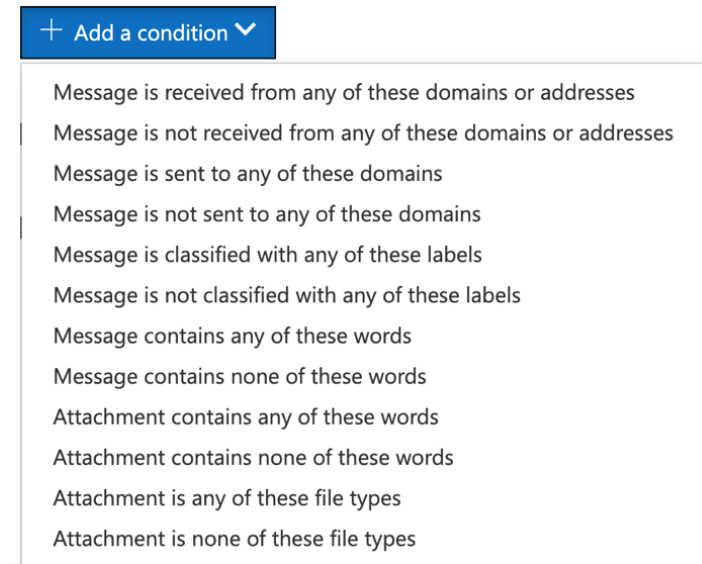 + Add a condition
Message is received from any of these domains or addresses
Message is not received from any of these domains or addresses
Message is sent to any of these domains
Message is not sent to any of these domains
Message is classified with any of these labels
Message is not classified with any of these labels
Message contains any of these words
Message contains none of these words
Attachment contains any of these words
Attachment contains none of these words
Attachment is any of these file types
Attachment is none of these file types